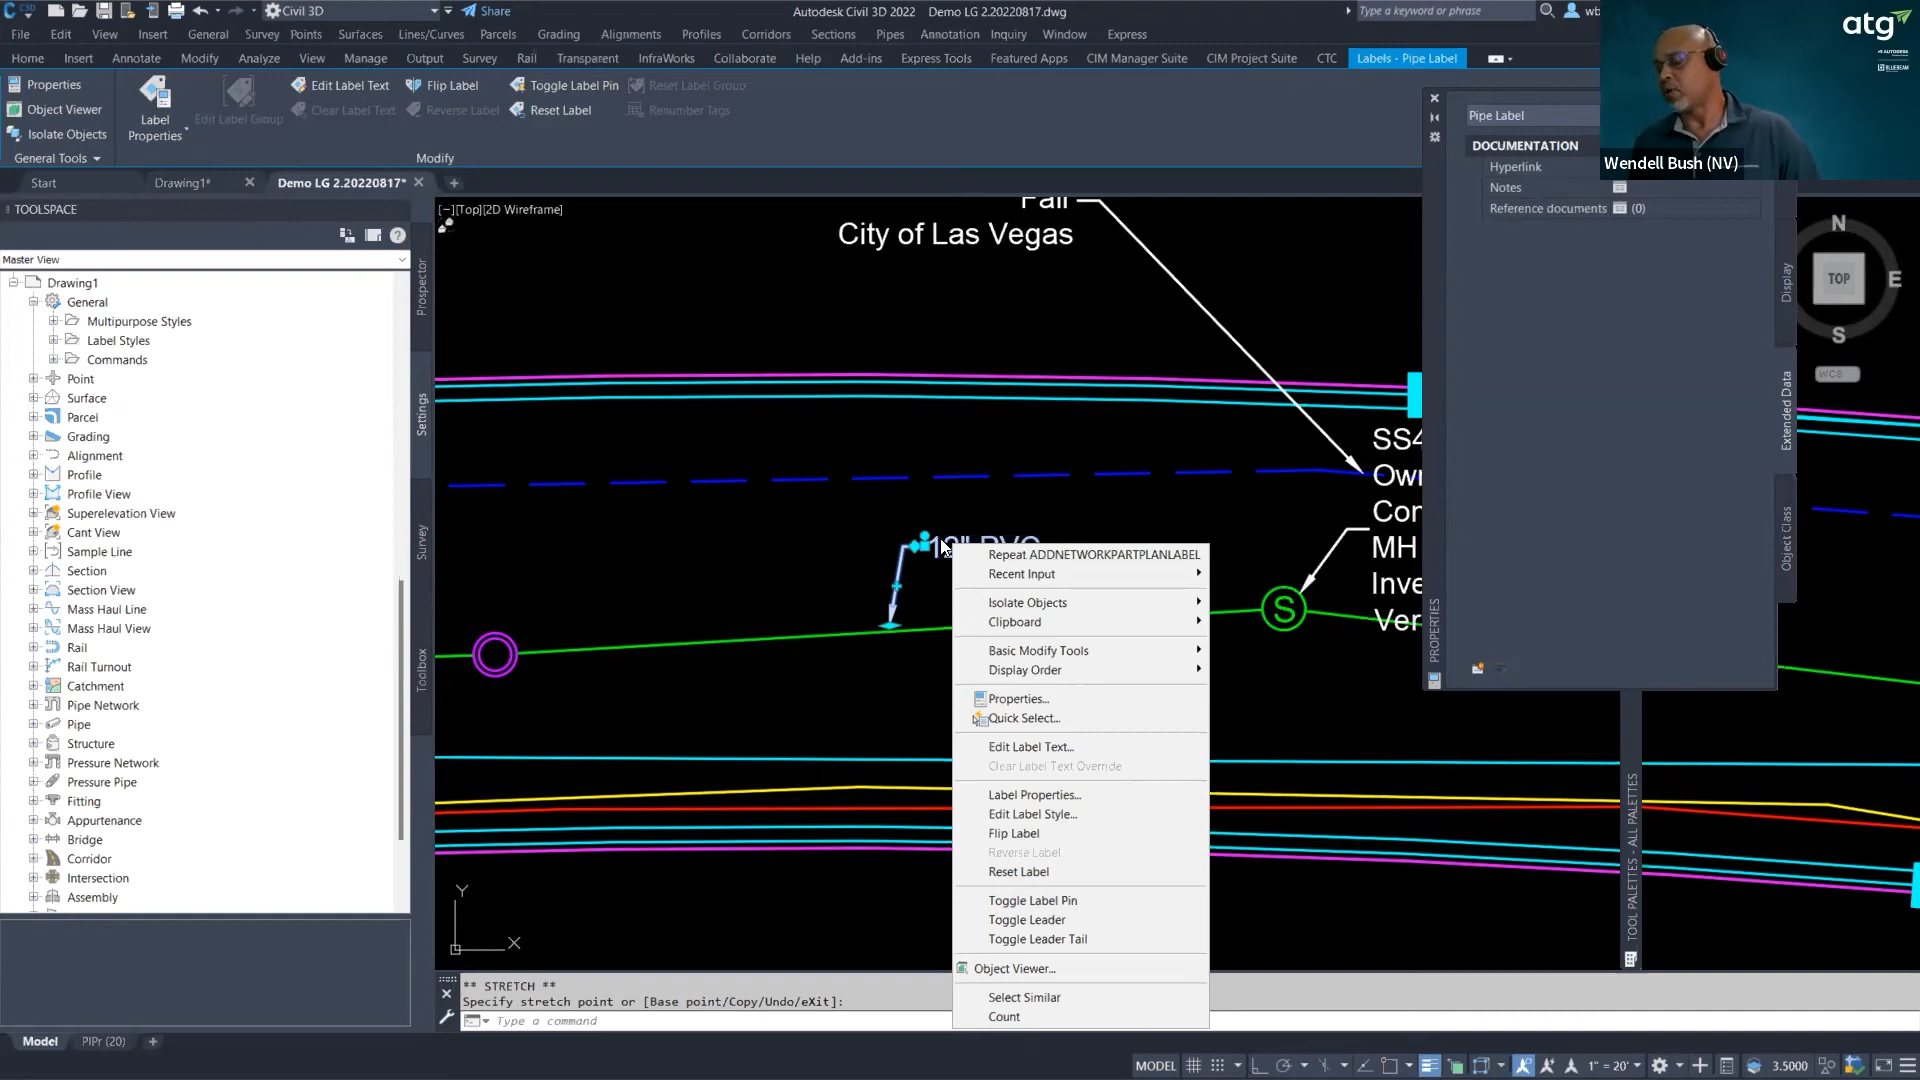 Civil 3D
Share
Autodesk Civil 3D 2022 Demo LG 2.20220817.dwg
Type a keyword or phrase
File Edit View Insert General Survey Points Surfaces Lines/Curves Parcels Grading Alignments Profiles Corridors Sections Pipes Annotation Inquiry Window Express
Home Insert Annotate Modify Analyze View Manage Output Survey Rail Transparent InfraWorks Collaborate Help Add-ins Express Tools Featured Apps CIM Manager Suite CIM Project Suite CTC Labels - Pipe Label
atg
AUTODESK
BLUEBEAM
Wendell Bush (NV)
Properties
Object Viewer
Isolate Objects
General Tools
Label
Properties
Edit Label Group
Edit Label Text Flip Label Toggle Label Pin Reset Label Group
Clear Label Text Reverse Label Reset Label Renumber Tags
Modify
Start Drawing1* Demo LG 2.20220817*
TOOLSPACE
Master View
Drawing1
General
Multipurpose Styles
Label Styles
Commands
Point
Surface
Parcel
Grading
Alignment
Profile
Profile View
Superelevation View
Cant View
Sample Line
Section
Section View
Mass Haul Line
Mass Haul View
Rail
Rail Turnout
Catchment
Pipe Network
Pipe
Structure
Pressure Network
Pressure Pipe
Fitting
Appurtenance
Bridge
Corridor
Intersection
Assembly
Prospector
Settings
Survey
Toolbox
[−][Top][2D Wireframe]
City of Las Vegas
12" PVC
SS4
Own
Con
MH
Inve
Ver
S
Y
X
Repeat ADDNETWORKPARTPLANLABEL
Recent Input
Isolate Objects
Clipboard
Basic Modify Tools
Display Order
Properties...
Quick Select...
Edit Label Text...
Clear Label Text Override
Label Properties...
Edit Label Style...
Flip Label
Reverse Label
Reset Label
Toggle Label Pin
Toggle Leader
Toggle Leader Tail
Object Viewer...
Select Similar
Count
Pipe Label
DOCUMENTATION
Hyperlink
Notes
Reference documents (0)
PROPERTIES
Display
Extended Data
Object Class
N
TOP
E
S
WCS
TOOL PALETTES - ALL PALETTES
** STRETCH **
Specify stretch point or [Base point/Copy/Undo/eXit]:
Type a command
Model PIPr (20)
MODEL 1" = 20' 3.5000